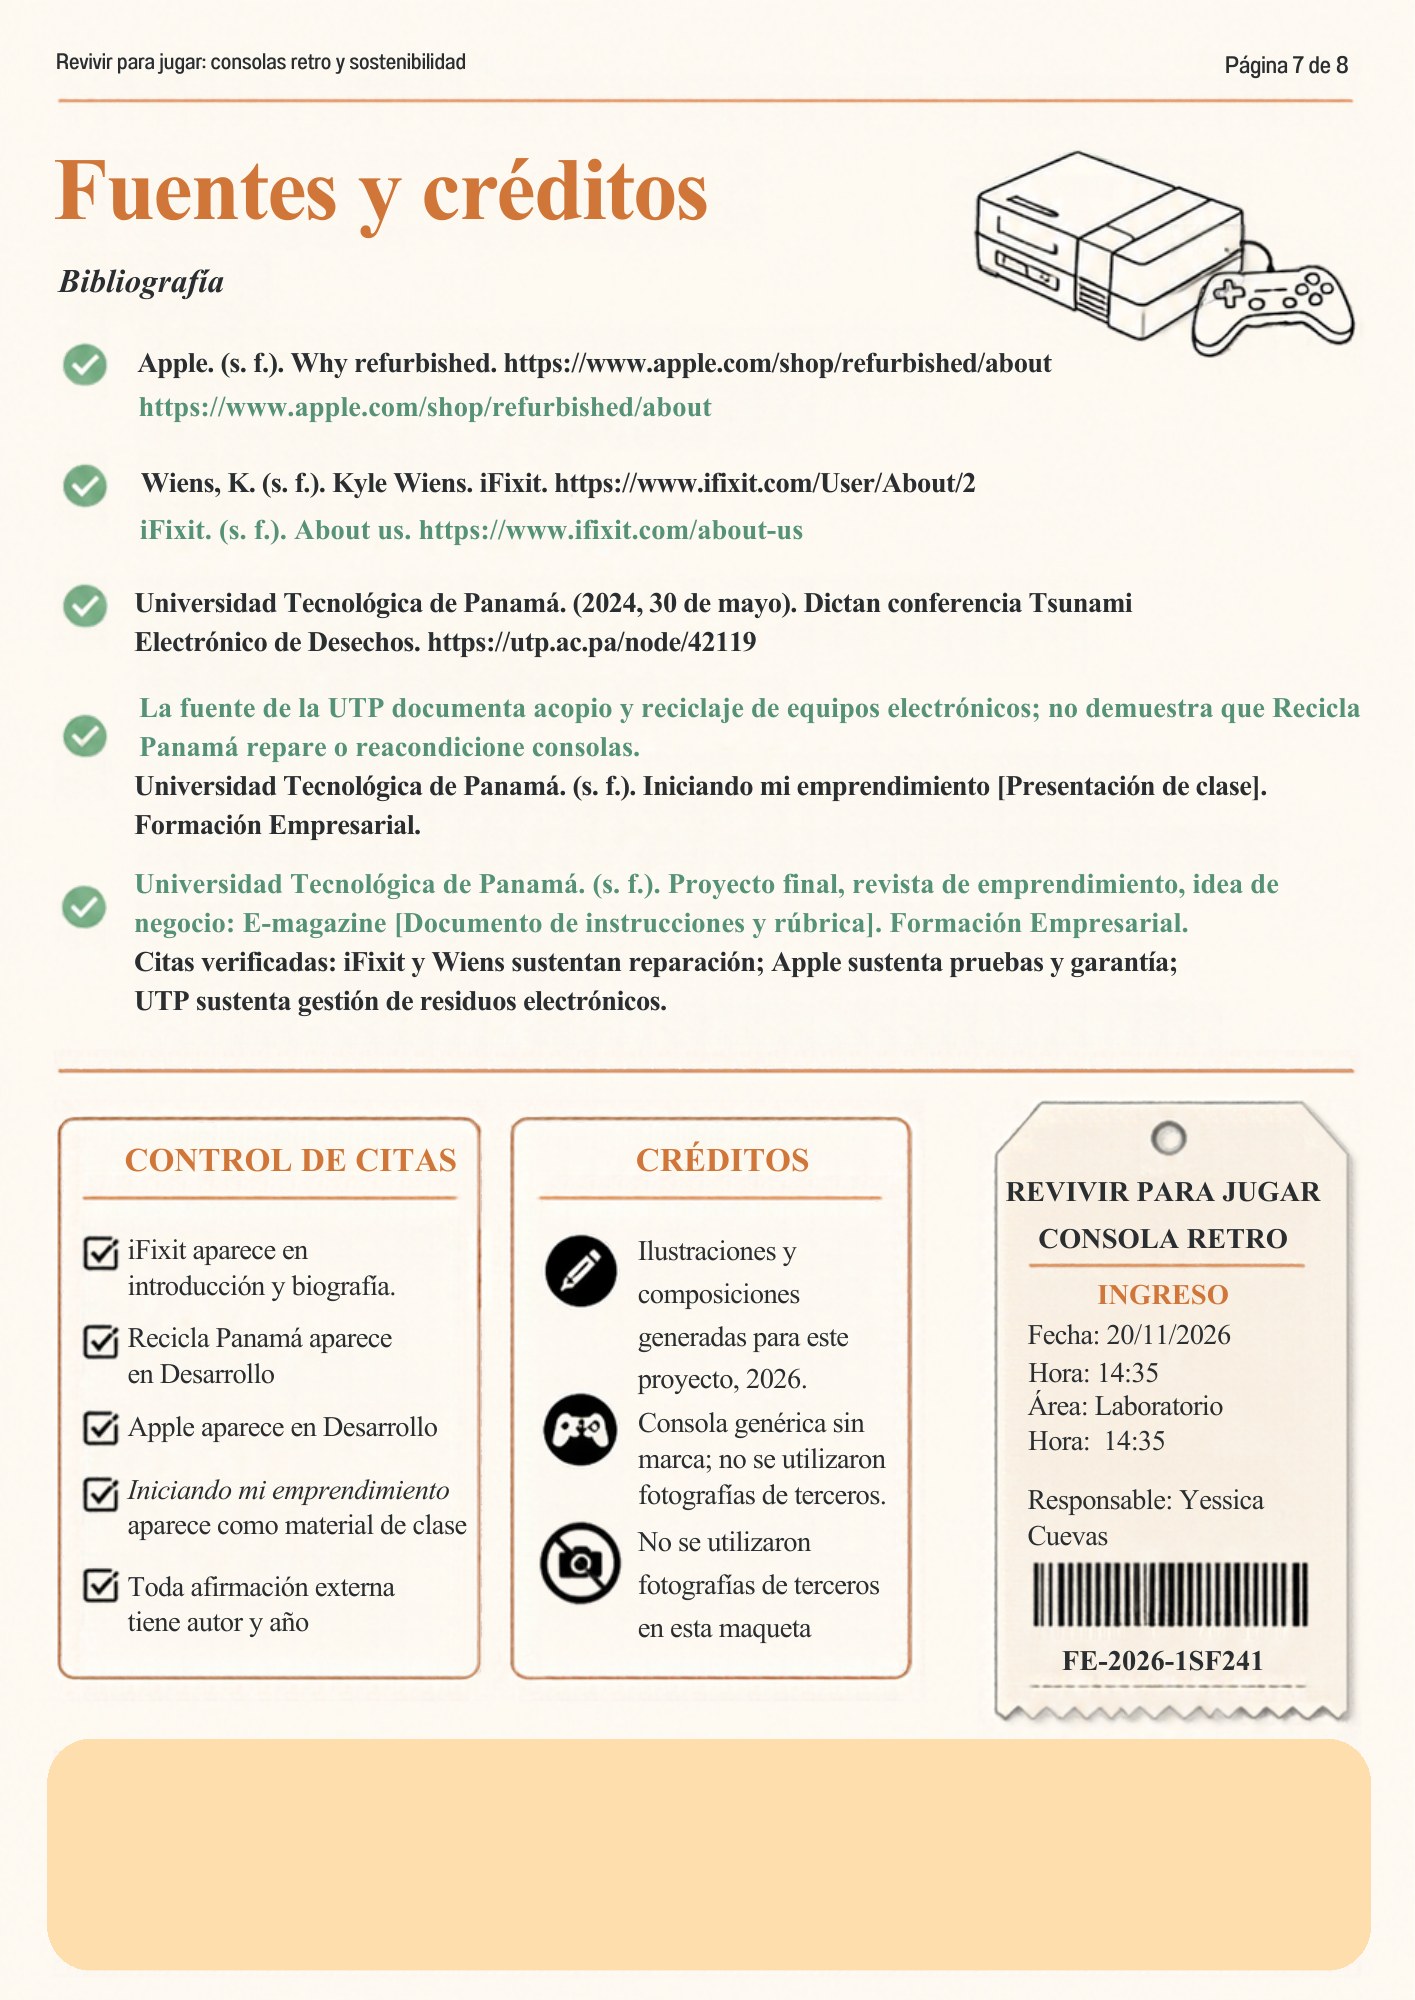 Revivir para jugar: consolas retro y sostenibilidad
Página 7 de 8
Fuentes y créditos
Bibliografía
Apple. (s. f.). Why refurbished. https://www.apple.com/shop/refurbished/about
https://www.apple.com/shop/refurbished/about
Wiens, K. (s. f.). Kyle Wiens. iFixit. https://www.ifixit.com/User/About/2
iFixit. (s. f.). About us. https://www.ifixit.com/about-us
Universidad Tecnológica de Panamá. (2024, 30 de mayo). Dictan conferencia Tsunami
Electrónico de Desechos. https://utp.ac.pa/node/42119
La fuente de la UTP documenta acopio y reciclaje de equipos electrónicos; no demuestra que Recicla
Panamá repare o reacondicione consolas.
Universidad Tecnológica de Panamá. (s. f.). Iniciando mi emprendimiento [Presentación de clase].
Formación Empresarial.
Universidad Tecnológica de Panamá. (s. f.). Proyecto final, revista de emprendimiento, idea de
negocio: E-magazine [Documento de instrucciones y rúbrica]. Formación Empresarial.
Citas verificadas: iFixit y Wiens sustentan reparación; Apple sustenta pruebas y garantía;
UTP sustenta gestión de residuos electrónicos.
CONTROL DE CITAS
iFixit aparece en
introducción y biografía.
Recicla Panamá aparece
en Desarrollo
Apple aparece en Desarrollo
Iniciando mi emprendimiento
aparece como material de clase
Toda afirmación externa
tiene autor y año
CRÉDITOS
Ilustraciones y
composiciones
generadas para este
proyecto, 2026.
Consola genérica sin
marca; no se utilizaron
fotografías de terceros.
No se utilizaron
fotografías de terceros
en esta maqueta
REVIVIR PARA JUGAR
CONSOLA RETRO
INGRESO
Fecha: 20/11/2026
Hora: 14:35
Área: Laboratorio
Hora:  14:35
Responsable: Yessica
Cuevas
FE-2026-1SF241